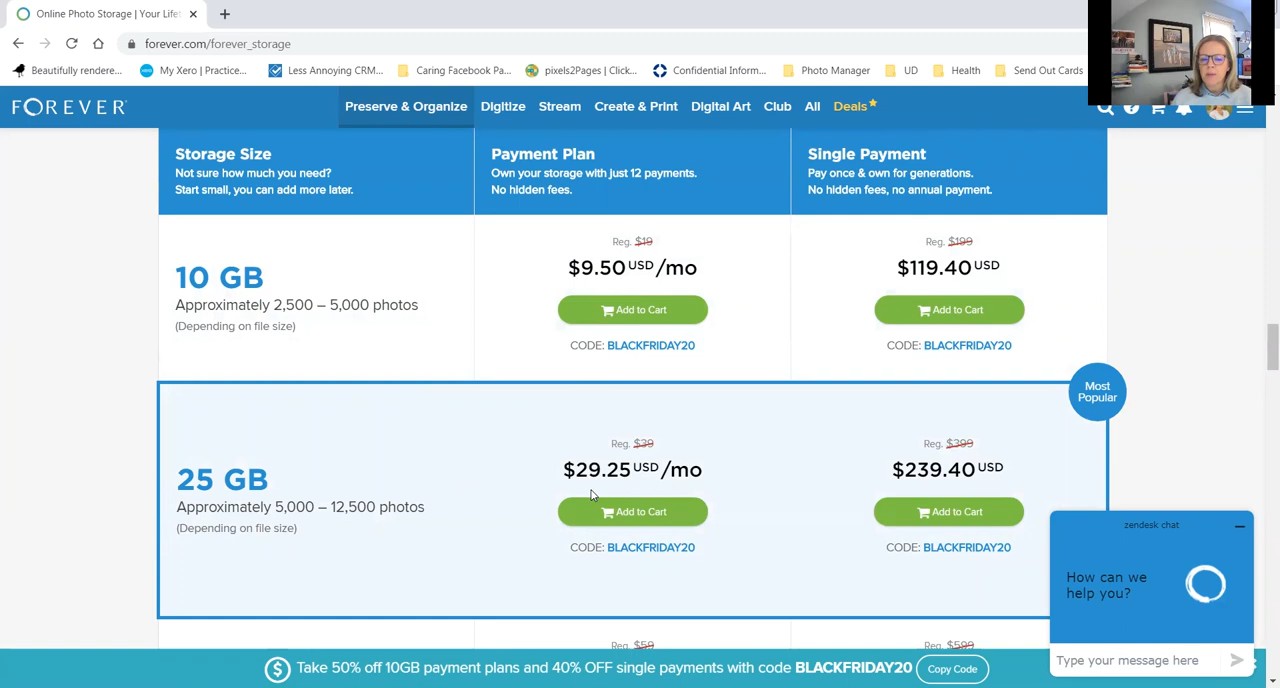 Online Photo Storage | Your Lifet
forever.com/forever_storage
Beautifully rendere...
My Xero | Practice...
Less Annoying CRM...
Caring Facebook Pa...
pixels2Pages | Click...
Confidential Inform...
Photo Manager
UD
Health
Send Out Cards
FOREVER
Preserve & Organize
Digitize
Stream
Create & Print
Digital Art
Club
All
Deals
Storage Size
Not sure how much you need?
Start small, you can add more later.
Payment Plan
Own your storage with just 12 payments.
No hidden fees.
Single Payment
Pay once & own for generations.
No hidden fees, no annual payment.
10 GB
Approximately 2,500 – 5,000 photos
(Depending on file size)
Reg. $19
$9.50 USD /mo
Add to Cart
CODE: BLACKFRIDAY20
Reg. $199
$119.40 USD
Add to Cart
CODE: BLACKFRIDAY20
Most
Popular
25 GB
Approximately 5,000 – 12,500 photos
(Depending on file size)
Reg. $39
$29.25 USD /mo
Add to Cart
CODE: BLACKFRIDAY20
Reg. $399
$239.40 USD
Add to Cart
CODE: BLACKFRIDAY20
Reg. $59
Reg. $599
zendesk chat
How can we
help you?
Type your message here
Take 50% off 10GB payment plans and 40% OFF single payments with code BLACKFRIDAY20
Copy Code